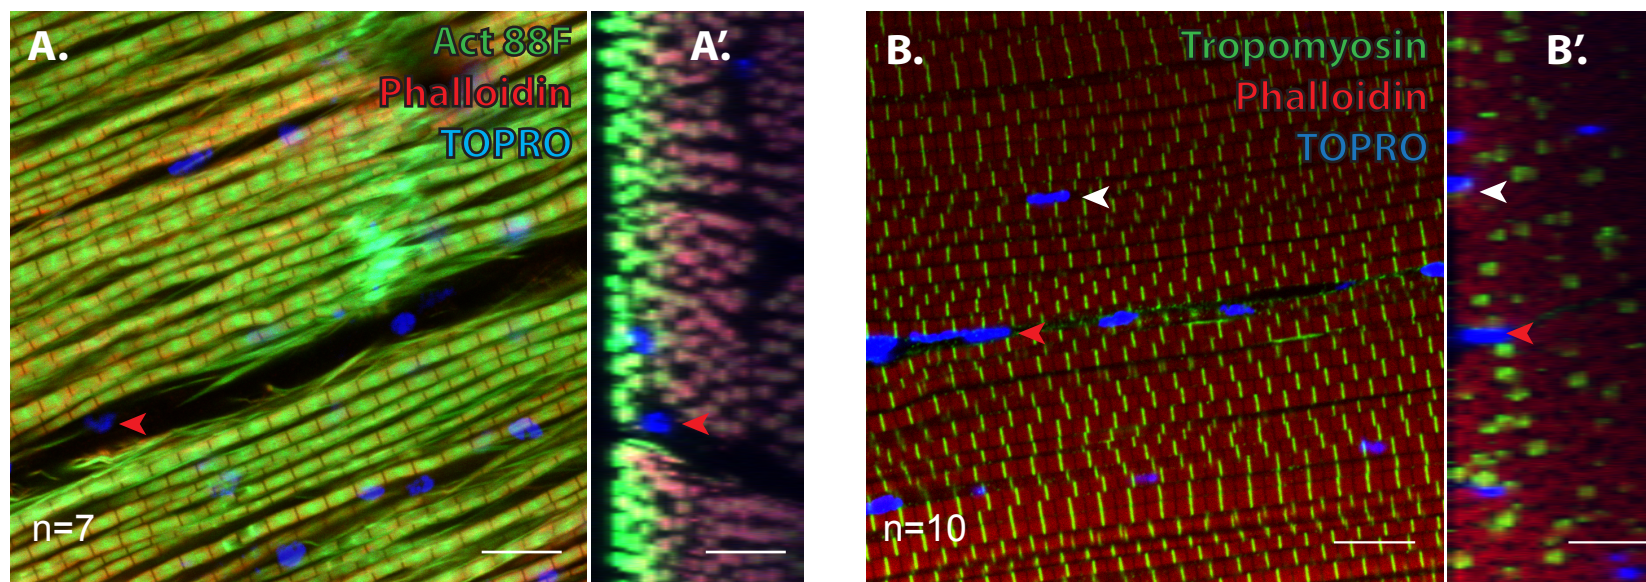 A.
Act 88F
Phalloidin
TOPRO
n=7
A'.
B.
Tropomyosin
Phalloidin
TOPRO
n=10
B'.